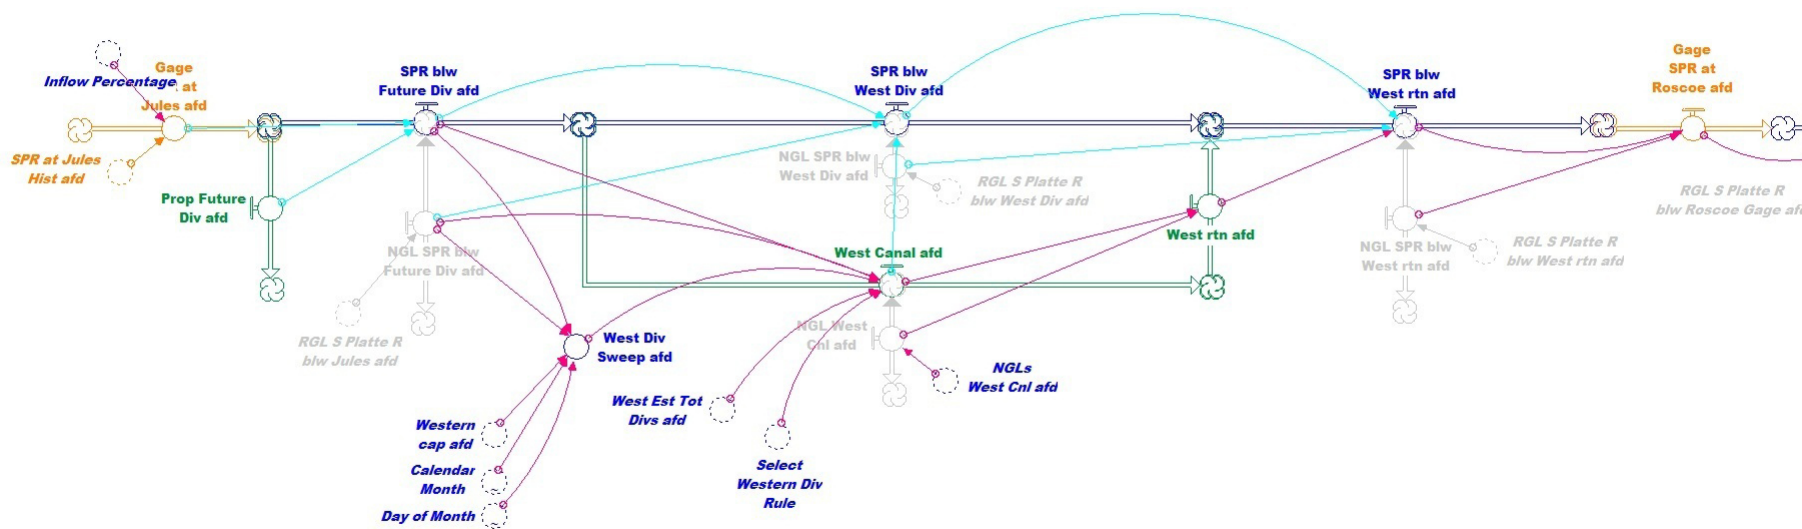 Inflow Percentage
Gage
at
Jules afd
SPR at Jules
Hist afd
Prop Future
Div afd
SPR blw
Future Div afd
NGL SPR blw
Future Div afd
RGL S Platte R
blw Jules afd
West Div
Sweep afd
Western
cap afd
Calendar
Month
Day of Month
SPR blw
West Div afd
NGL SPR blw
West Div afd
RGL S Platte R
blw West Div afd
West Canal afd
NGL West
Cnl afd
NGLs
West Cnl afd
West Est Tot
Divs afd
Select
Western Div
Rule
West rtn afd
SPR blw
West rtn afd
NGL SPR blw
West rtn afd
RGL S Platte R
blw West rtn afd
Gage
SPR at
Roscoe afd
RGL S Platte R
blw Roscoe Gage afd